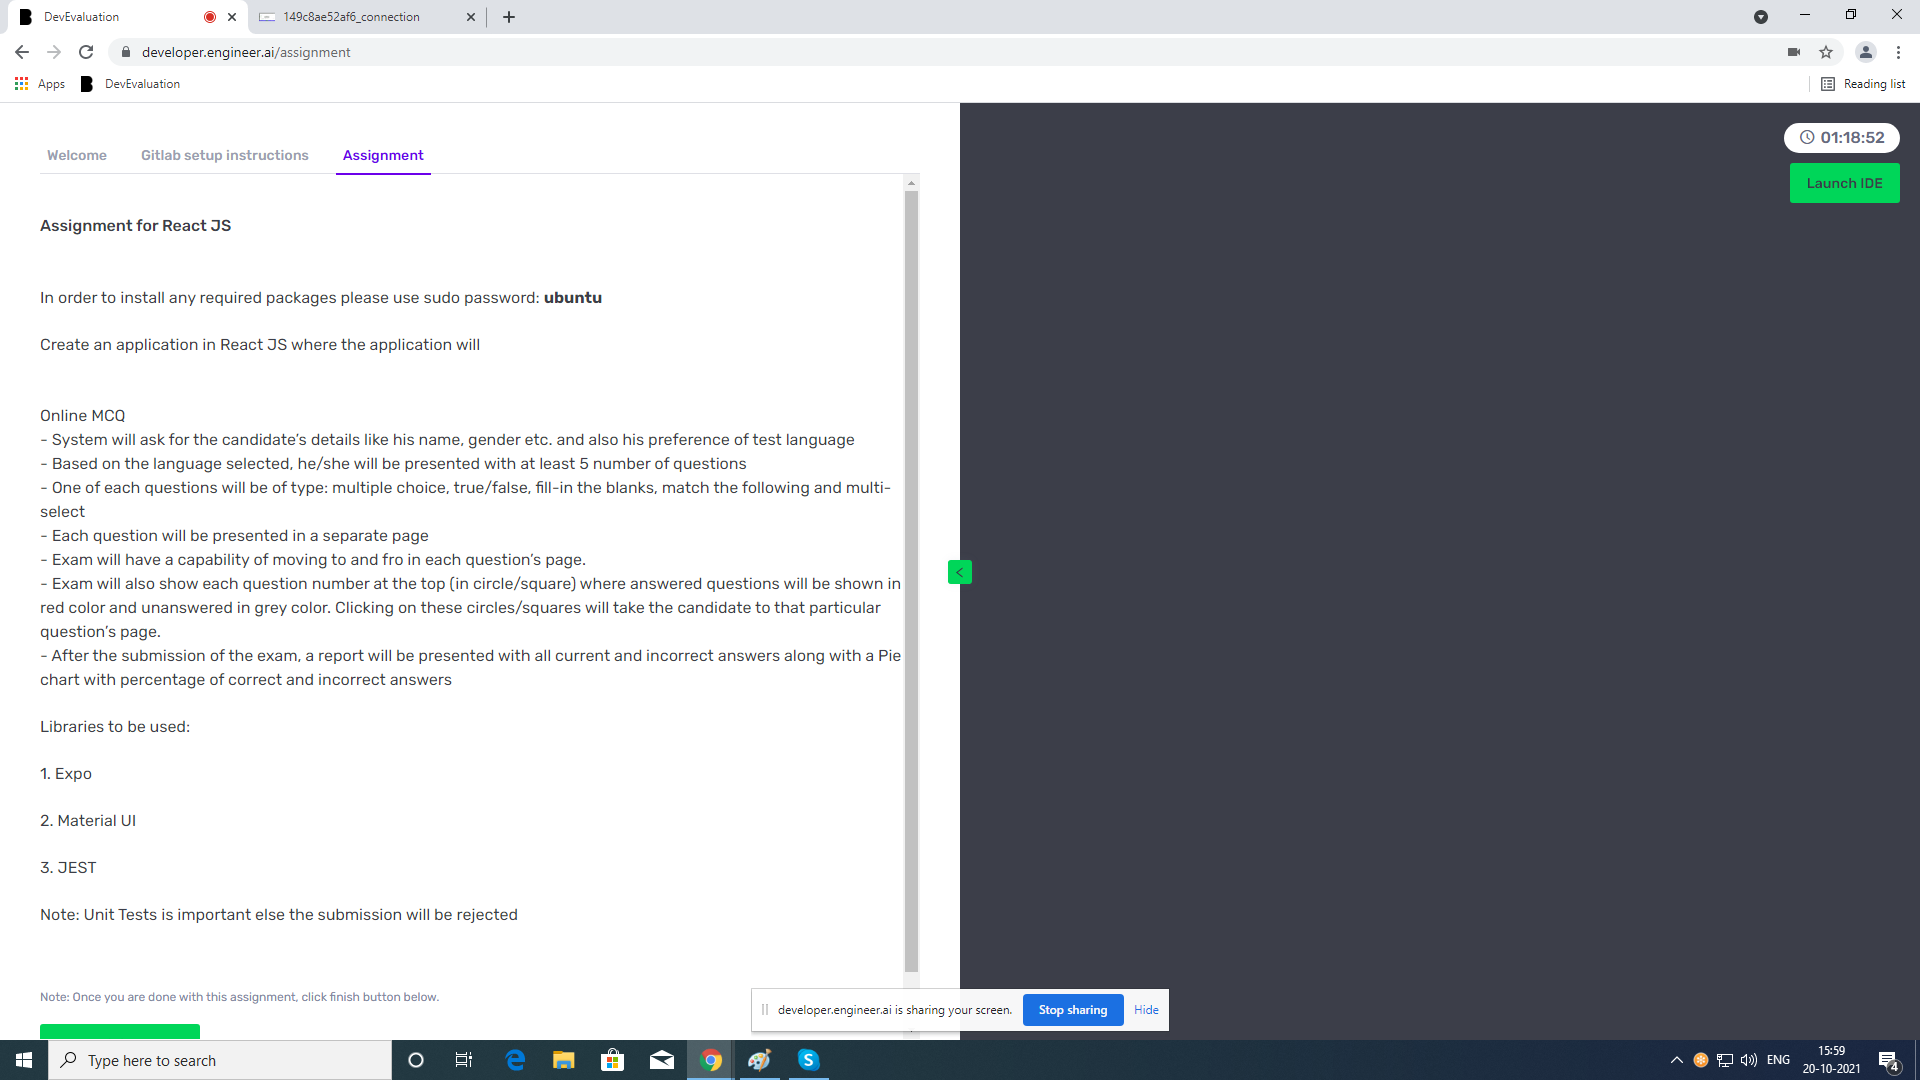 DevEvaluation
149c8ae52af6_connection
developer.engineer.ai/assignment
Apps
DevEvaluation
Reading list
Welcome
Gitlab setup instructions
Assignment
01:18:52
Launch IDE
Assignment for React JS
In order to install any required packages please use sudo password: ubuntu
Create an application in React JS where the application will
Online MCQ
- System will ask for the candidate’s details like his name, gender etc. and also his preference of test language
- Based on the language selected, he/she will be presented with at least 5 number of questions
- One of each questions will be of type: multiple choice, true/false, fill-in the blanks, match the following and multi-
select
- Each question will be presented in a separate page
- Exam will have a capability of moving to and fro in each question’s page.
- Exam will also show each question number at the top (in circle/square) where answered questions will be shown in
red color and unanswered in grey color. Clicking on these circles/squares will take the candidate to that particular
question’s page.
- After the submission of the exam, a report will be presented with all current and incorrect answers along with a Pie
chart with percentage of correct and incorrect answers
Libraries to be used:
1. Expo
2. Material UI
3. JEST
Note: Unit Tests is important else the submission will be rejected
Note: Once you are done with this assignment, click finish button below.
developer.engineer.ai is sharing your screen.
Stop sharing
Hide
Type here to search
ENG
15:59
20-10-2021
4